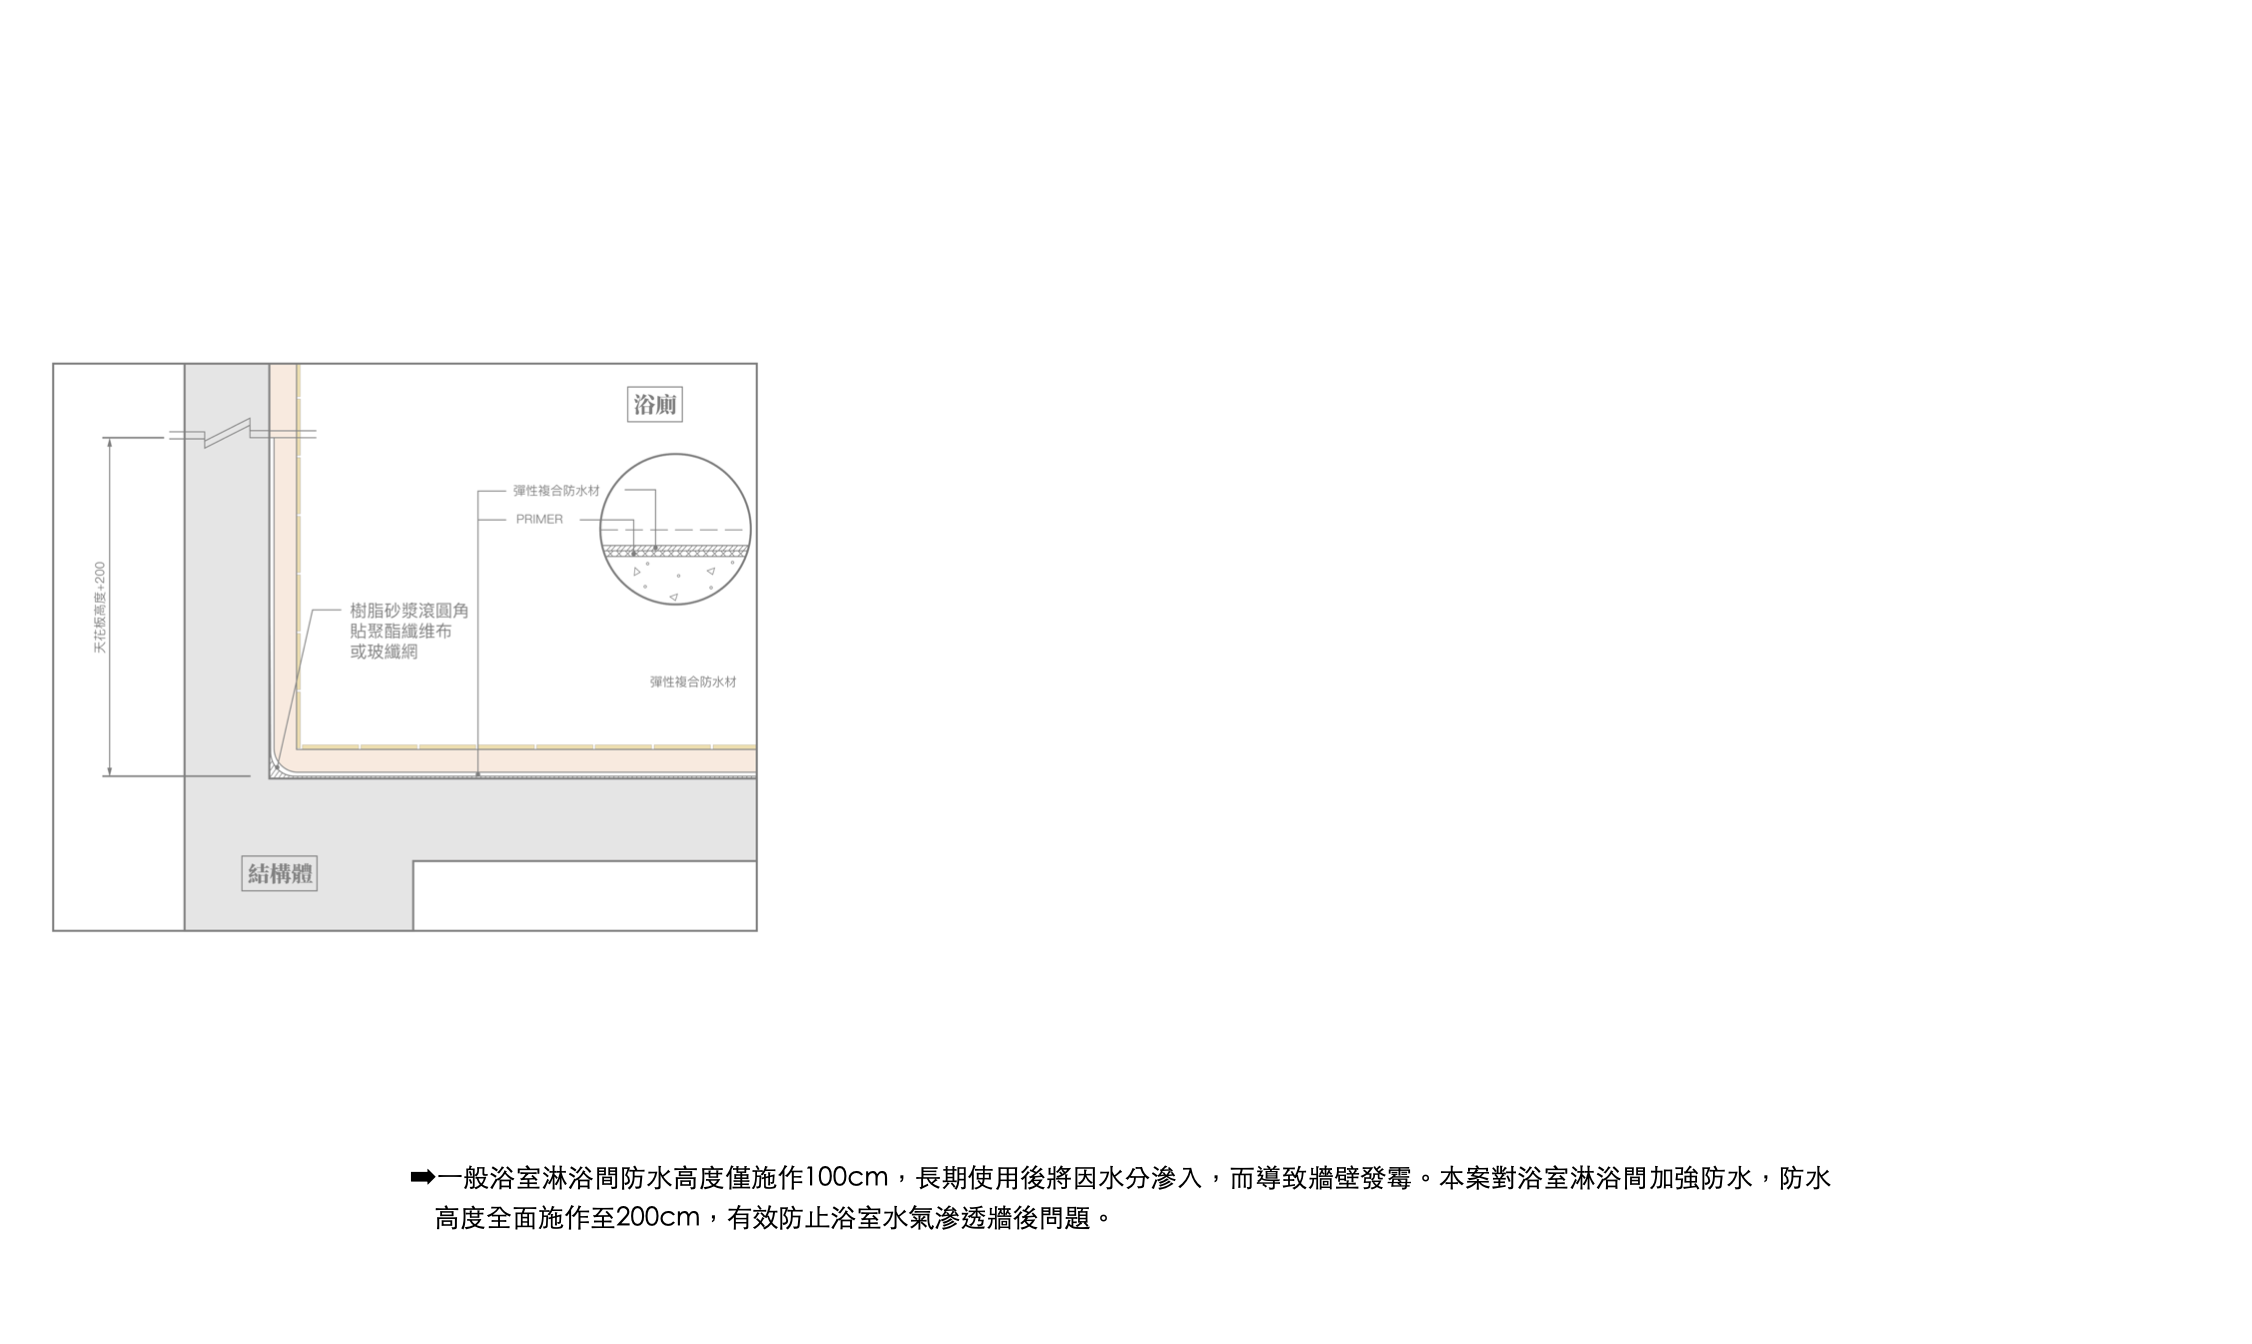 浴廁
彈性複合防水材
PRIMER
天花板高度+200
樹脂砂漿滾圓角
貼聚酯纖维布
或玻纖網
彈性複合防水材
結構體
➡一般浴室淋浴間防水高度僅施作100cm，長期使用後將因水分滲入，而導致牆壁發霉。本案對浴室淋浴間加強防水，防水
高度全面施作至200cm，有效防止浴室水氣滲透牆後問題。